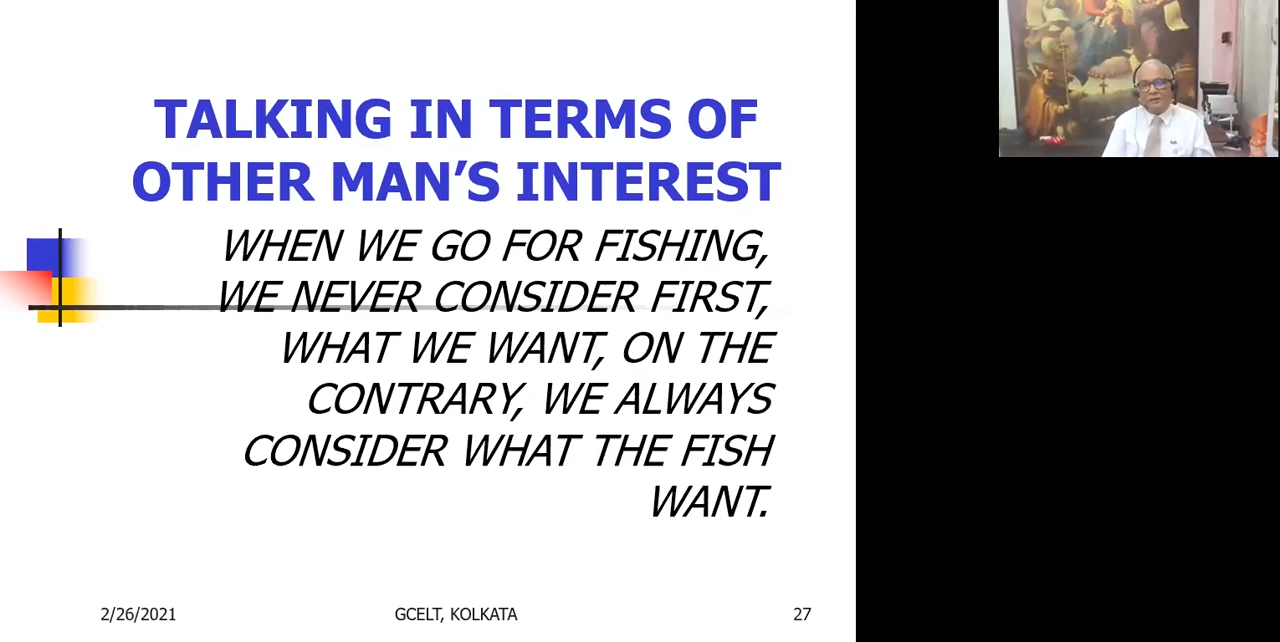 TALKING IN TERMS OF
OTHER MAN'S INTEREST
WHEN WE GO FOR FISHING,
WE NEVER CONSIDER FIRST,
WHAT WE WANT, ON THE
CONTRARY, WE ALWAYS
CONSIDER WHAT THE FISH
WANT.
2/26/2021
GCELT, KOLKATA
27